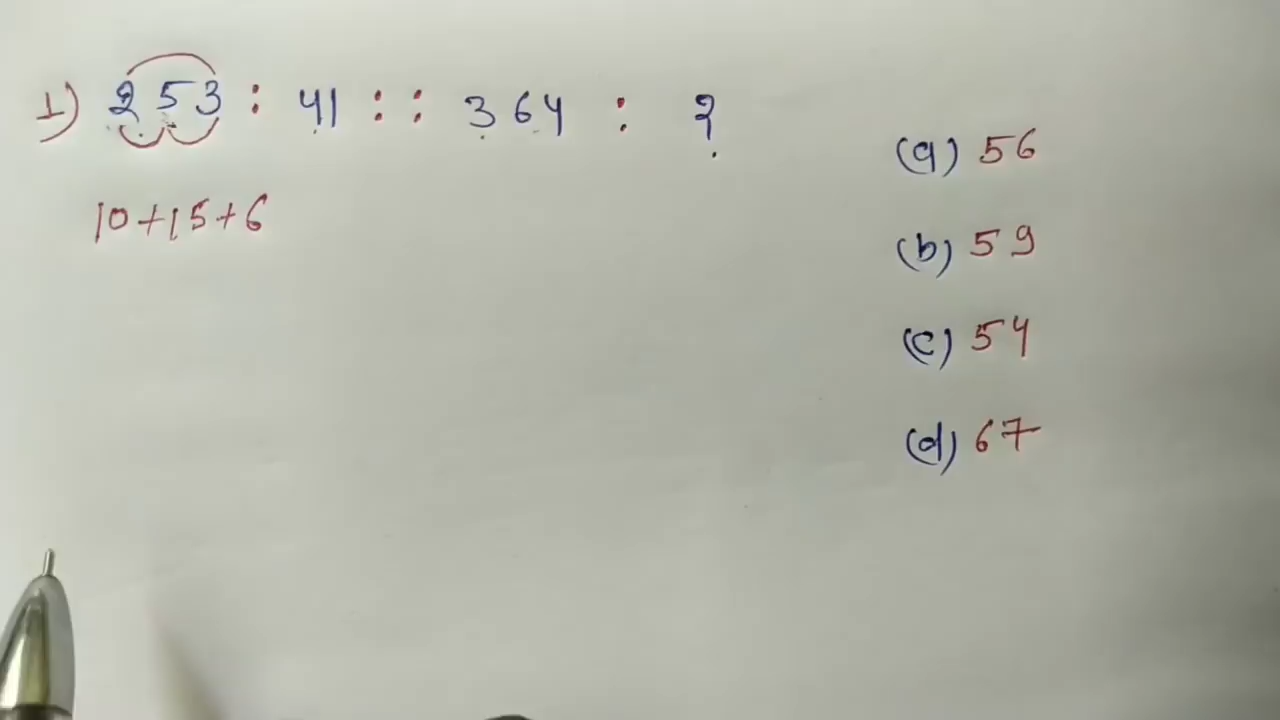 1) 253 : 41 :: 364 : ?
10+15+6
(a) 56
(b) 59
(c) 54
(d) 67